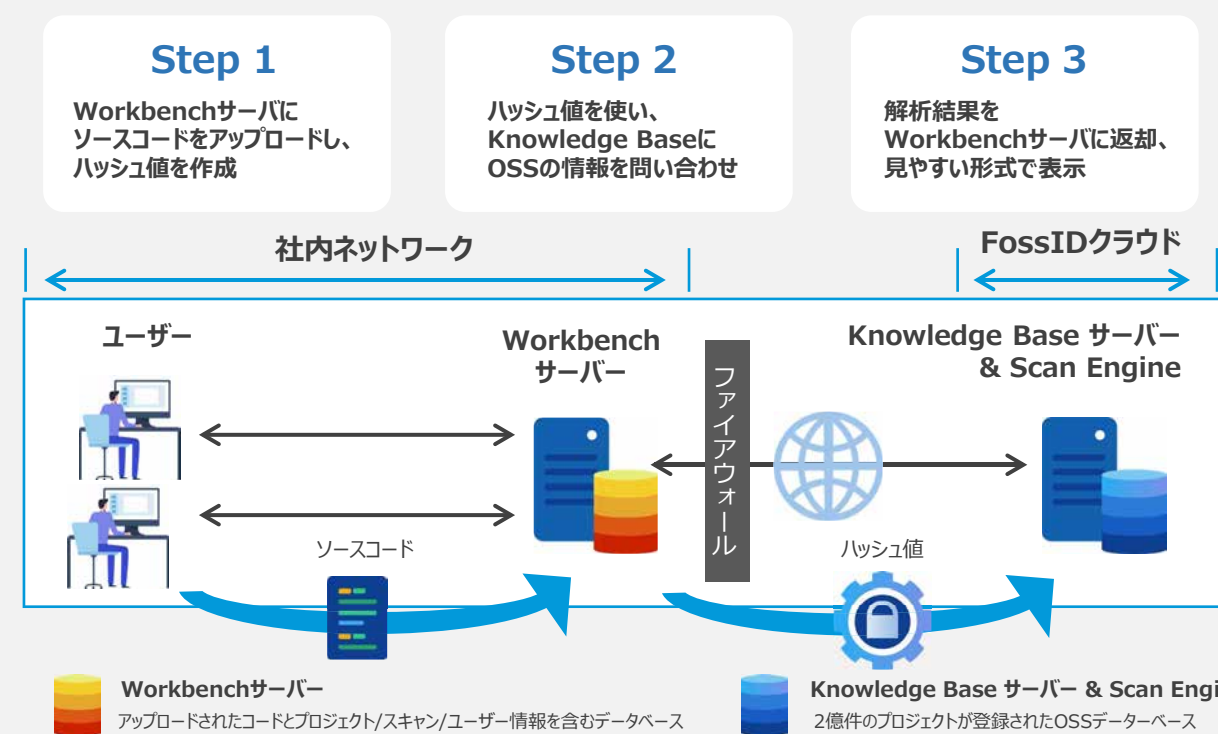 Step 1
Workbenchサーバに
ソースコードをアップロードし、
ハッシュ値を作成
Step 2
ハッシュ値を使い、
Knowledge Baseに
OSSの情報を問い合わせ
Step 3
解析結果を
Workbenchサーバに返却、
見やすい形式で表示
社内ネットワーク
FossIDクラウド
ユーザー
Workbench
サーバー
ファイアウォール
Knowledge Base サーバー
& Scan Engine
ソースコード
ハッシュ値
Workbenchサーバー
アップロードされたコードとプロジェクト/スキャン/ユーザー情報を含むデータベース
Knowledge Base サーバー & Scan Engi
2億件のプロジェクトが登録されたOSSデーターベース